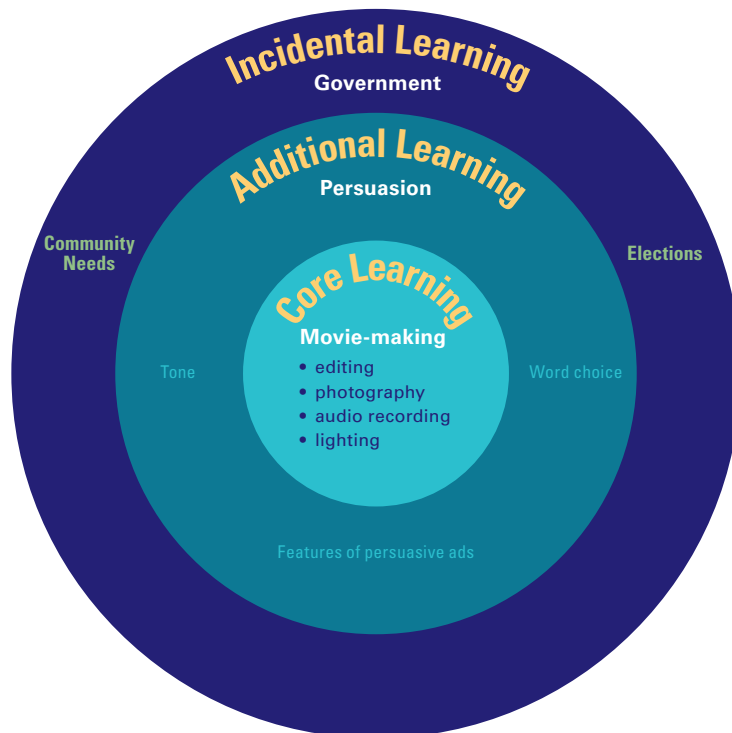 Incidental Learning
Government
Additional Learning
Persuasion
Community
Needs
Elections
Core Learning
Movie-making
• editing
• photography
• audio recording
• lighting
Tone
Word choice
Features of persuasive ads